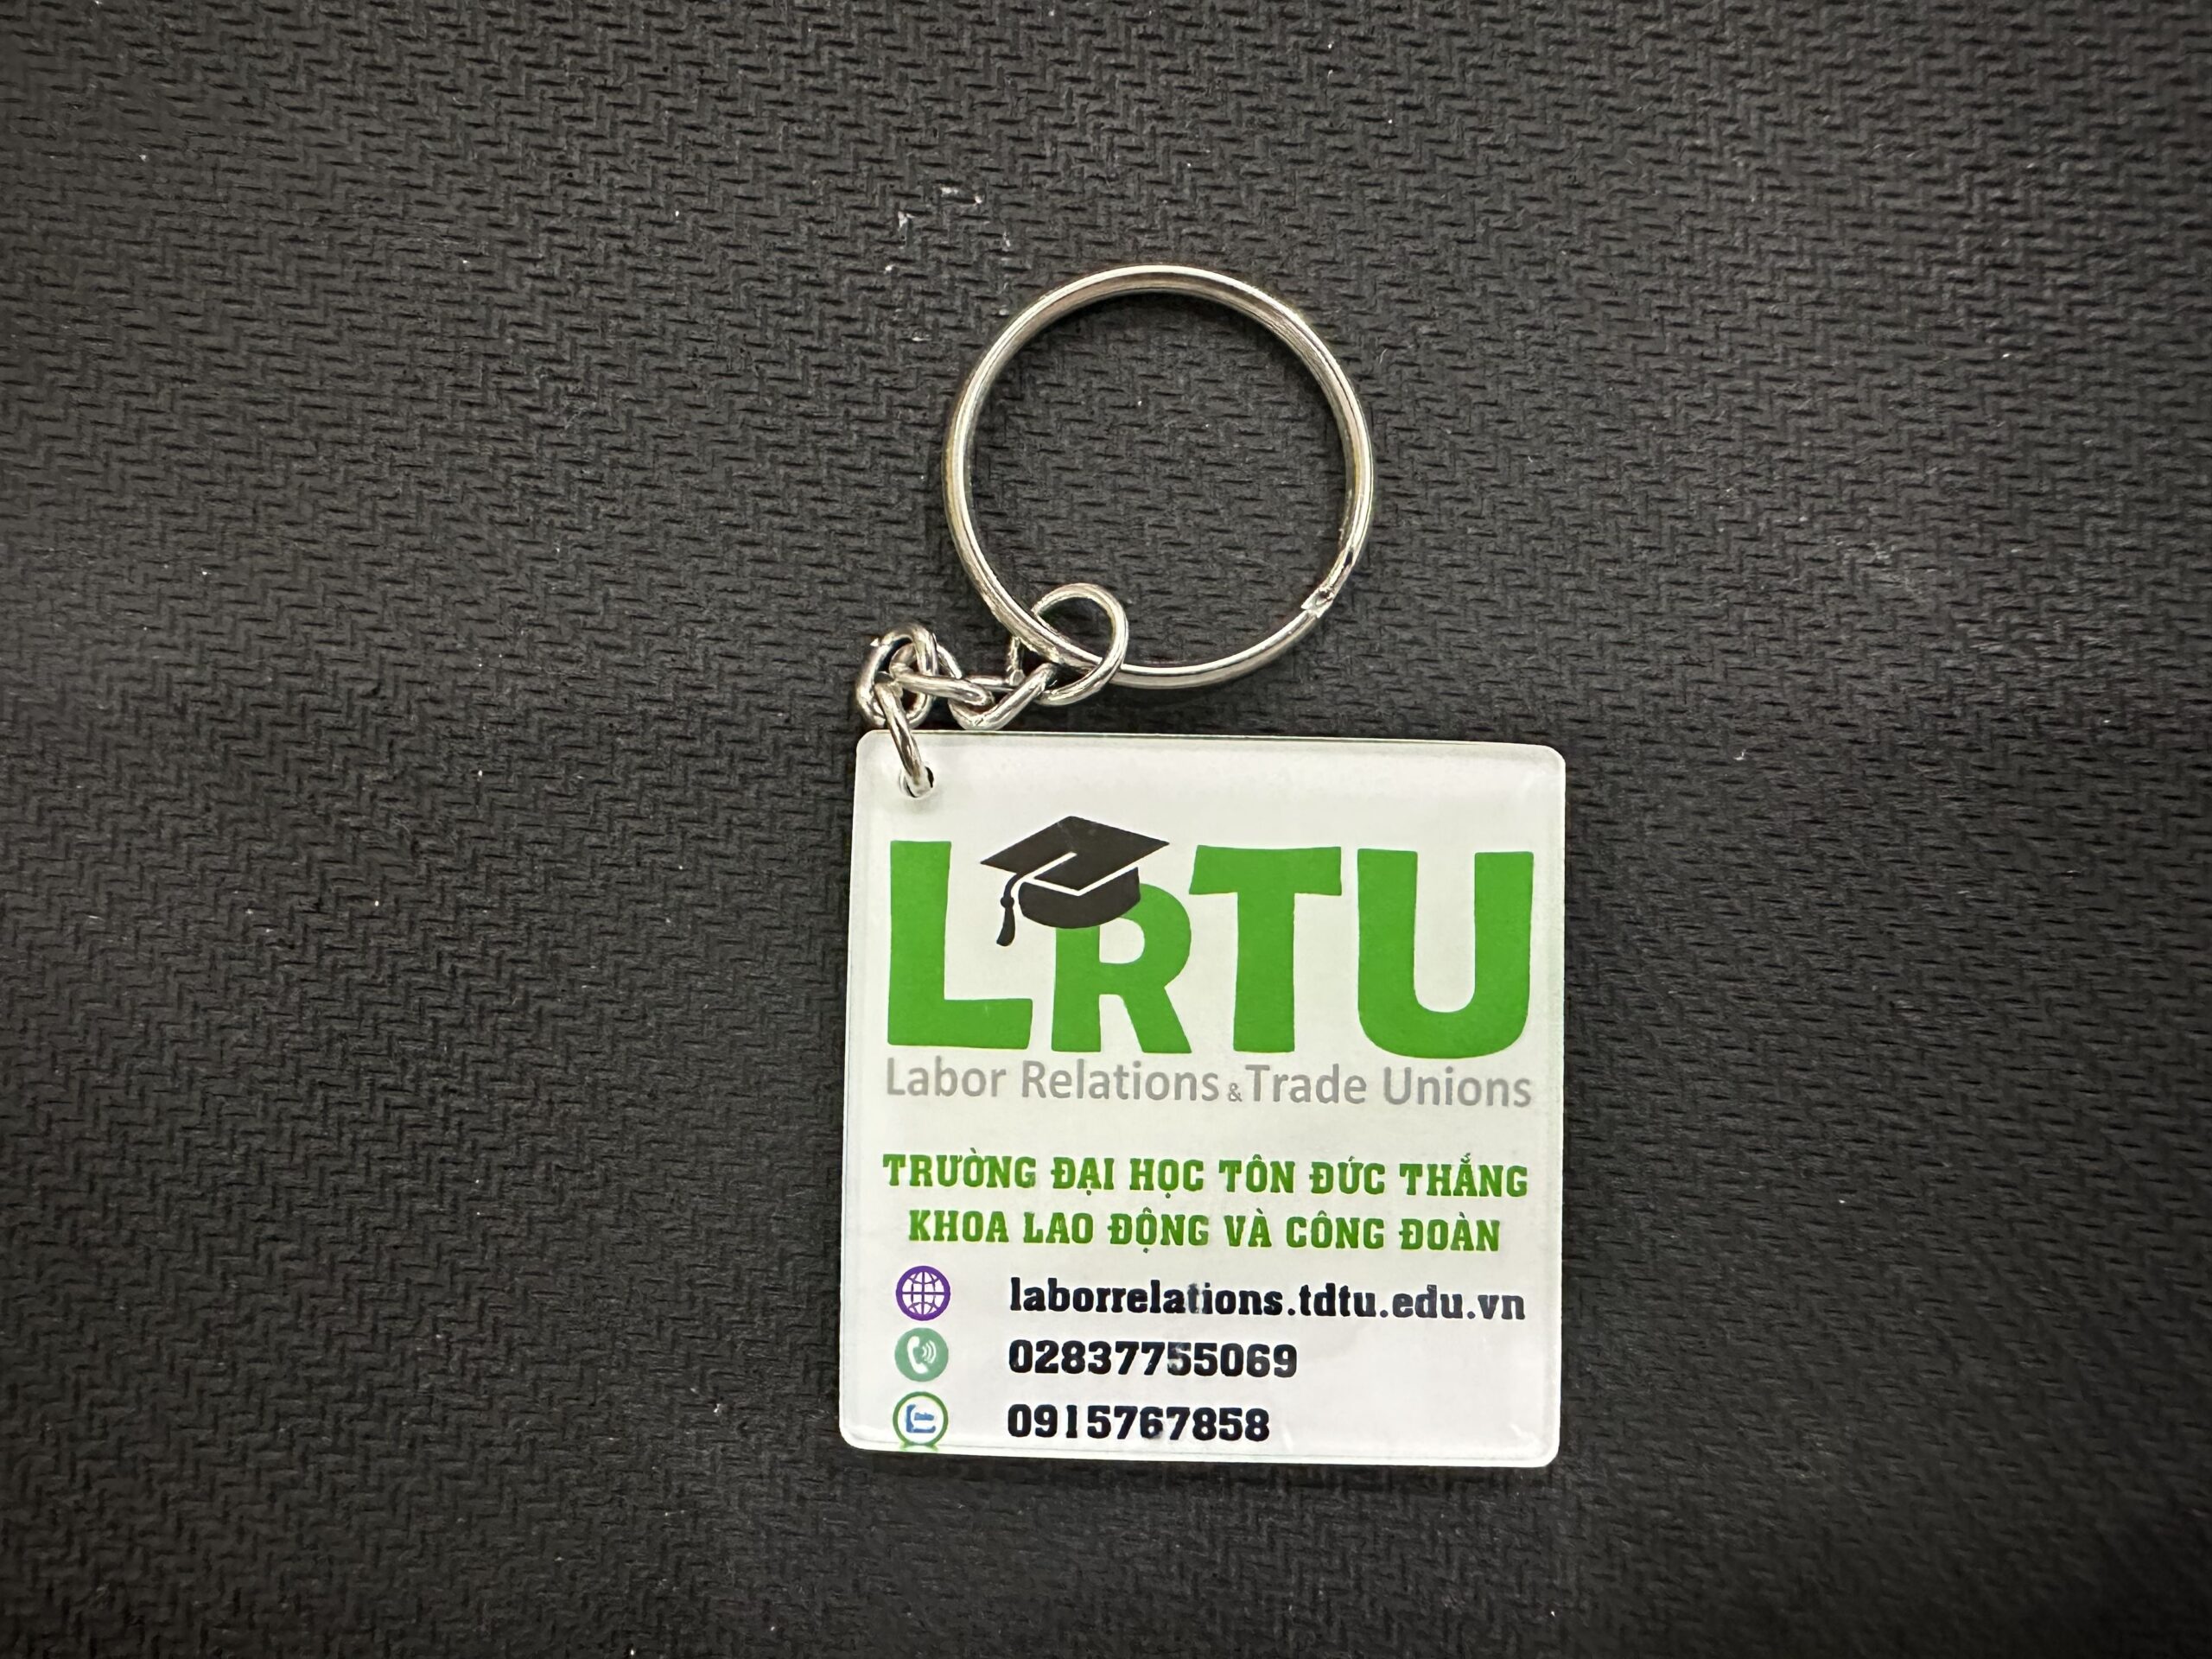 LRTU
Labor Relations & Trade Unions
TRƯỜNG ĐẠI HỌC TÔN ĐỨC THẮNG
KHOA LAO ĐỘNG VÀ CÔNG ĐOÀN
laborrelations.tdtu.edu.vn
02837755069
0915767858